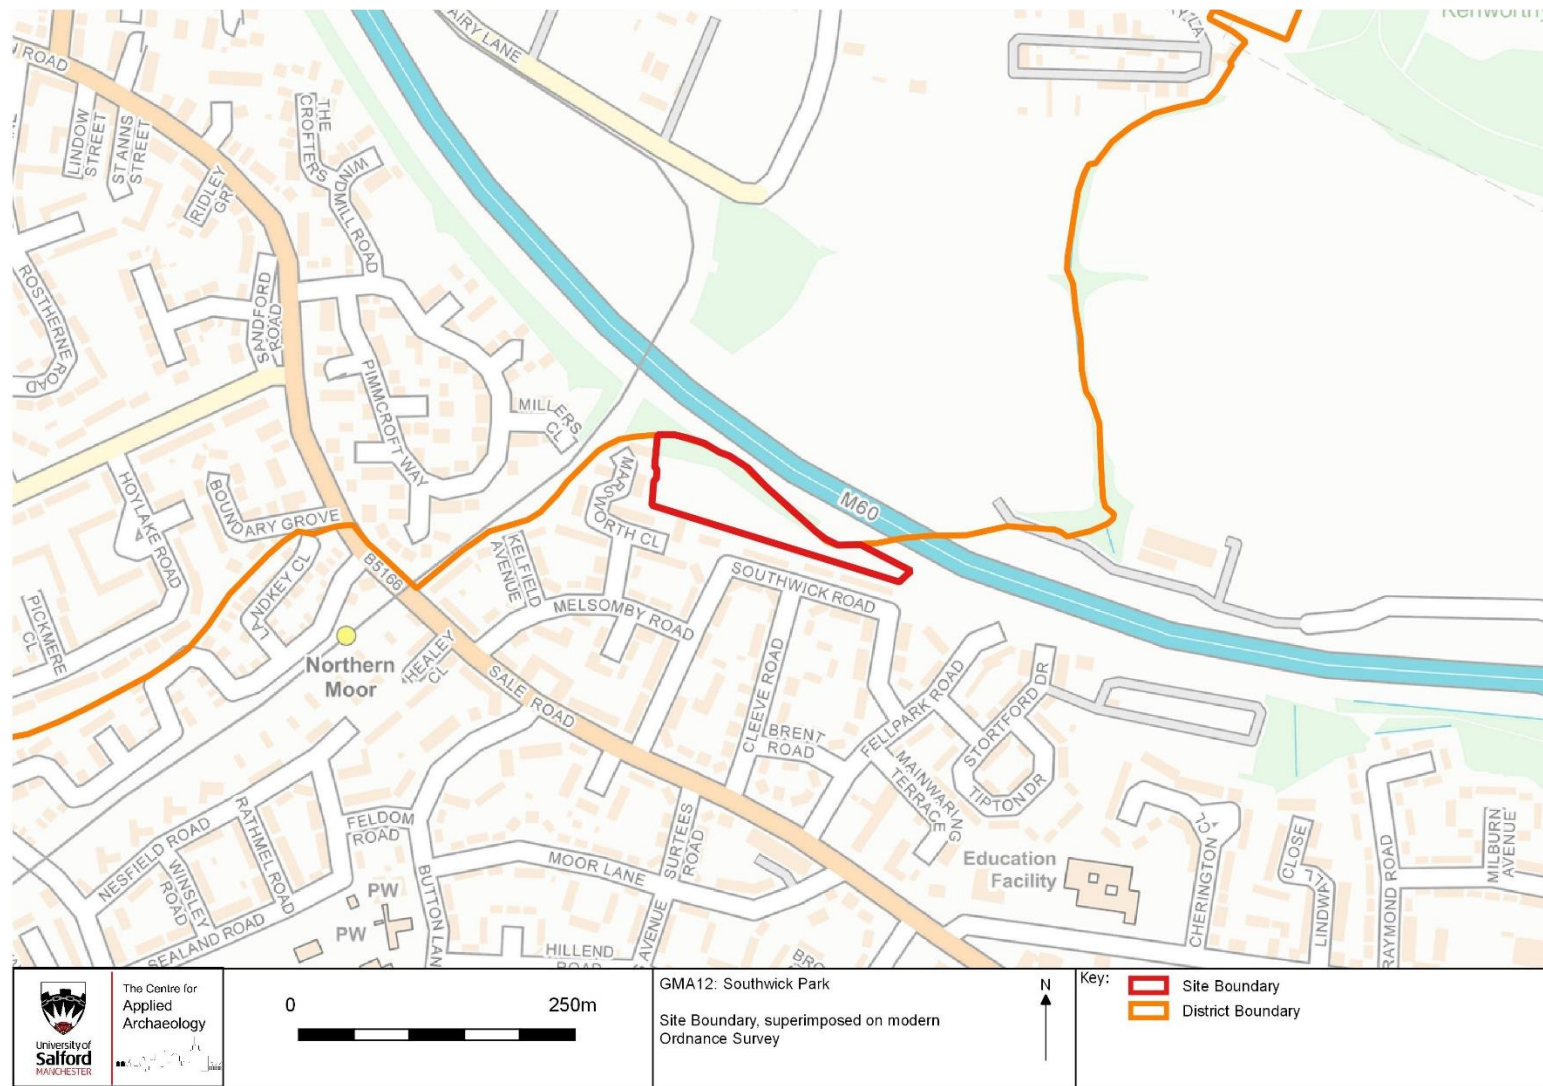 AIRY LANE
Kenworthy
N ROAD
LINDOW
STREET
ST ANNS
STREET
RIDLEY
GR
THE
CROFTERS
WINDMILL ROAD
ROSTHERNE ROAD
SANDFORD
ROAD
PIMMCROFT WAY
MILLERS
CL
HOYLAKE ROAD
BOUNDARY GROVE
MARSWORTH CL
M60
B5166
LANDKEY CL
KELFIELD
AVENUE
PICKMERE
CL
MELSOMBY ROAD
SOUTHWICK ROAD
HEALEY
CL
Northern
Moor
SALE ROAD
CLEEVE ROAD
BRENT
ROAD
FELLPARK ROAD
STORTFORD DR
MAINWARING
TERRACE
TIPTON DR
NESFIELD ROAD
WINSLEY
ROAD
RATHMEL ROAD
SEALAND ROAD
FELDOM
ROAD
BUTTON LAN
MOOR LANE
SURTEES
ROAD
AVENUE
PW
PW
HILLEND
ROAD
BRO
Education
Facility
CHERINGTON CL
LINDWALL
CLOSE
RAYMOND ROAD
MILBURN
AVENUE
University of
Salford
MANCHESTER
The Centre for
Applied
Archaeology
0 250m
GMA12: Southwick Park
Site Boundary, superimposed on modern
Ordnance Survey
N
Key:
Site Boundary
District Boundary